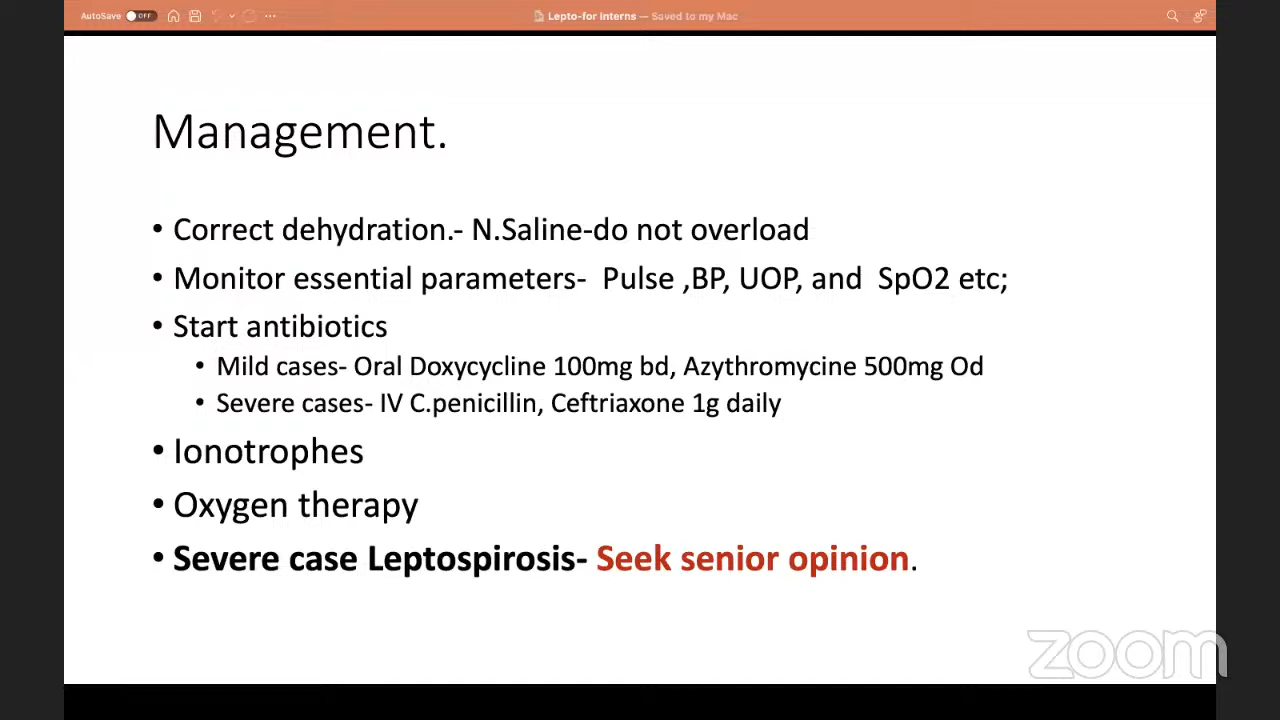 AutoSave OFF
Lepto-for Interns — Saved to my Mac
Management.
• Correct dehydration.- N.Saline-do not overload
• Monitor essential parameters- Pulse ,BP, UOP, and SpO2 etc;
• Start antibiotics
• Mild cases- Oral Doxycycline 100mg bd, Azythromycine 500mg Od
• Severe cases- IV C.penicillin, Ceftriaxone 1g daily
• Ionotrophes
• Oxygen therapy
• Severe case Leptospirosis- Seek senior opinion.
zoom